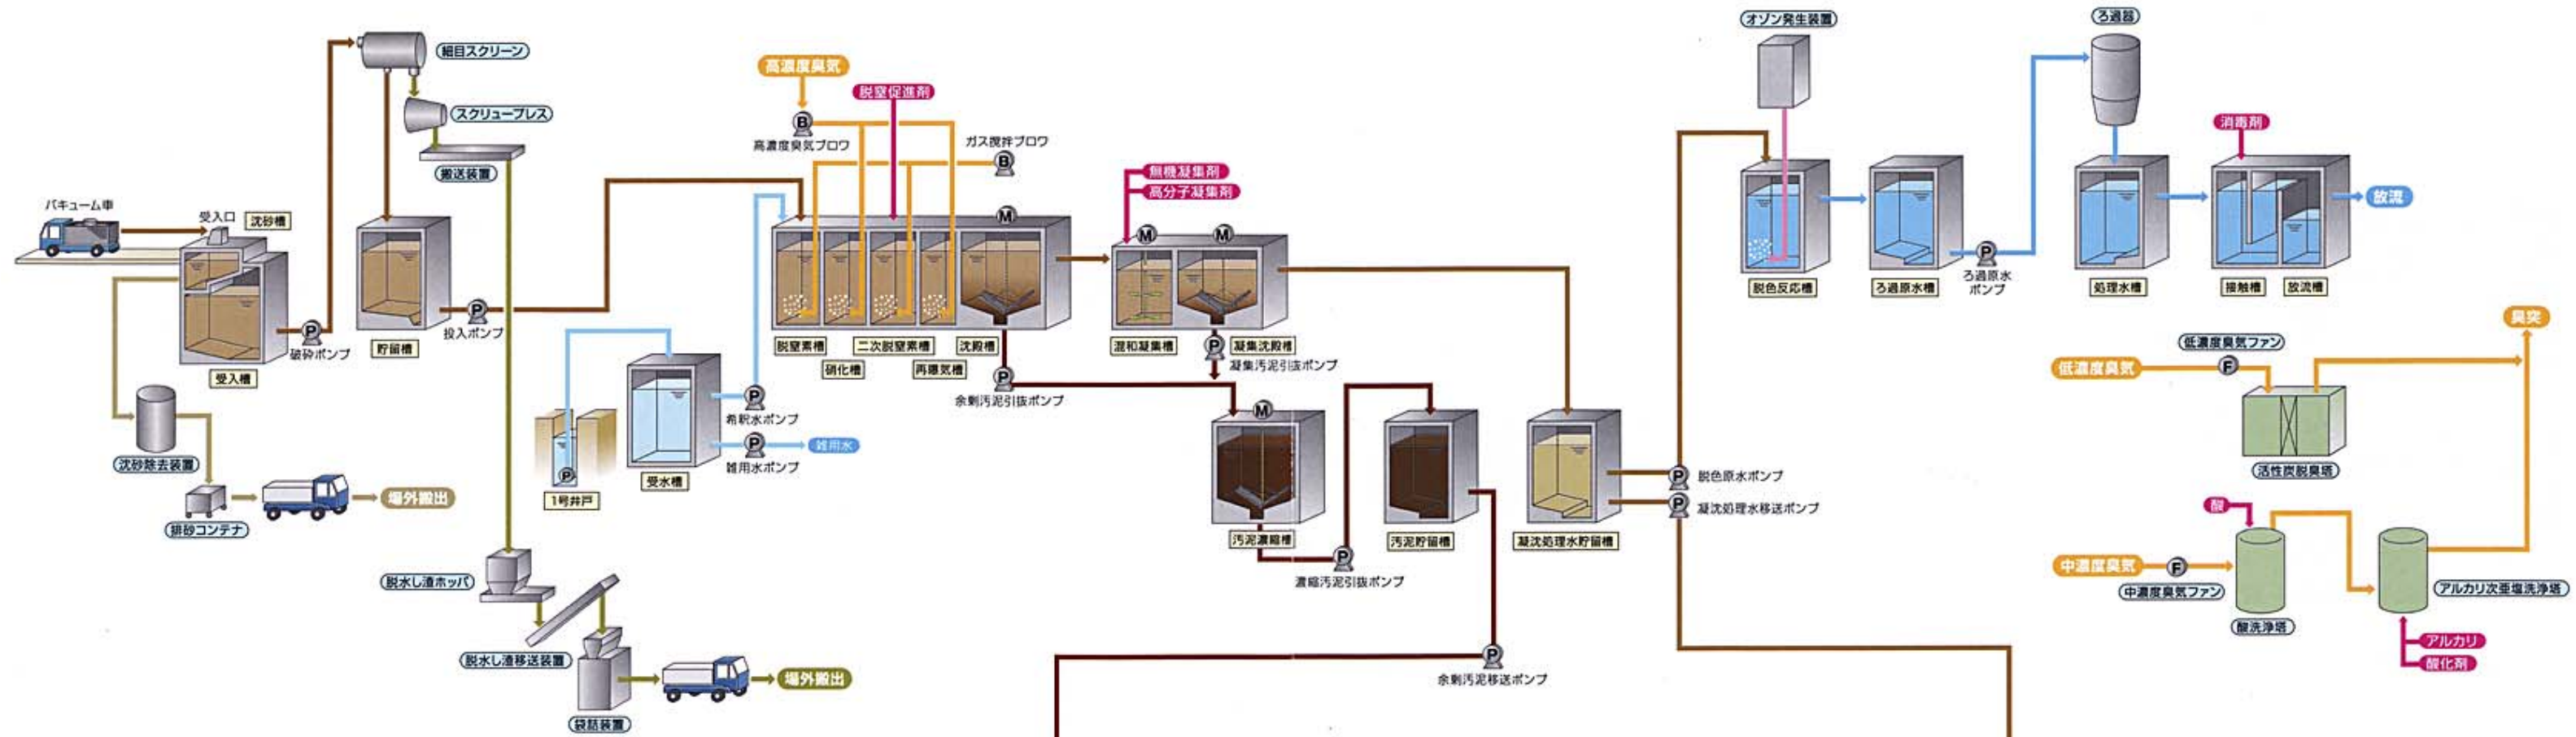 バキューム車
受入口
沈砂槽
細目スクリーン
スクリュープレス
搬送装置
破砕ポンプ
受入槽
貯留槽
投入ポンプ
沈砂除去装置
排砂コンテナ
場外搬出
脱水し渣ホッパ
脱水し渣移送装置
袋詰装置
場外搬出
1号井戸
P
受水槽
P
希釈水ポンプ
P
雑用水ポンプ
雑用水
高濃度臭気
B
高濃度臭気ブロワ
脱窒促進剤
ガス撹拌ブロワ
B
脱窒素槽
硝化槽
二次脱窒素槽
再曝気槽
沈殿槽
M
P
余剰汚泥引抜ポンプ
無機凝集剤
高分子凝集剤
M
M
混和凝集槽
凝集沈殿槽
P
凝集汚泥引抜ポンプ
M
汚泥濃縮槽
P
濃縮汚泥引抜ポンプ
汚泥貯留槽
P
余剰汚泥移送ポンプ
凝沈処理水貯留槽
P
脱色原水ポンプ
P
凝沈処理水移送ポンプ
オゾン発生装置
脱色反応槽
ろ過原水槽
P
ろ過原水
ポンプ
ろ過器
処理水槽
消毒剤
接触槽
放流槽
放流
臭突
低濃度臭気ファン
低濃度臭気
F
活性炭脱臭塔
酸
中濃度臭気
F
中濃度臭気ファン
酸洗浄塔
アルカリ次亜塩洗浄塔
アルカリ
酸化剤